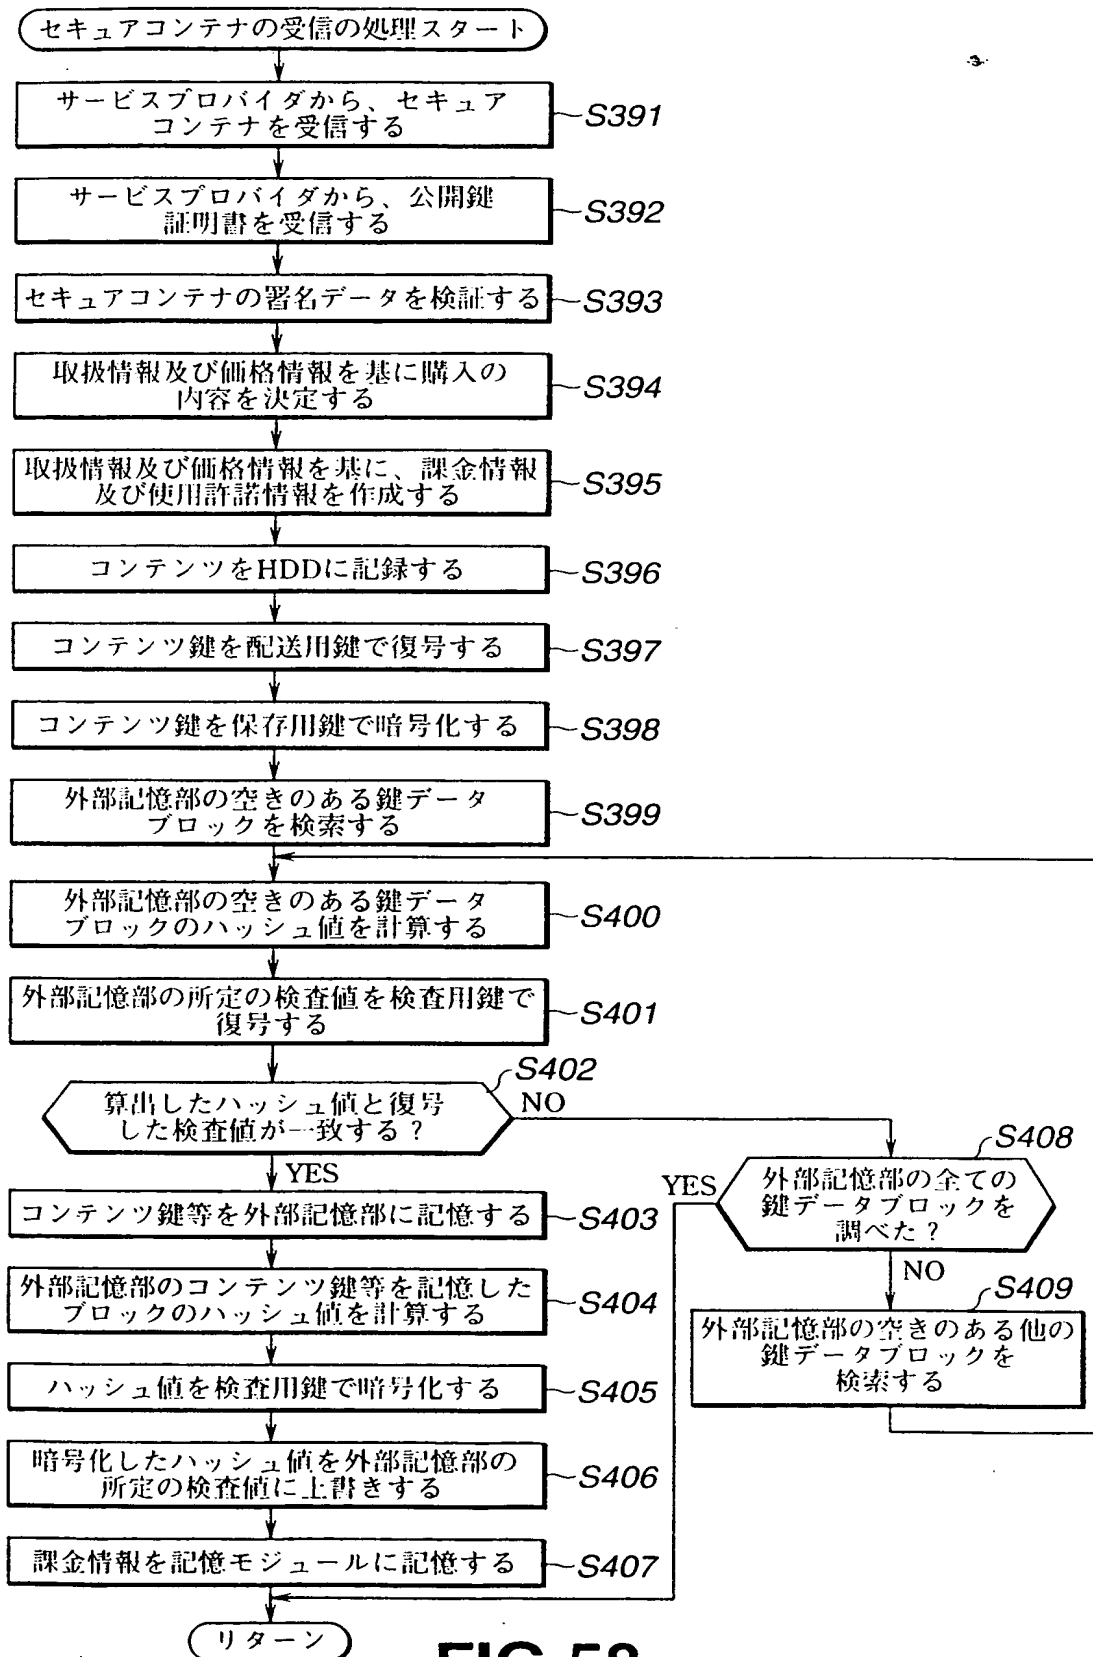 セキュアコンテナの受信の処理スタート
サービスプロバイダから、セキュア
コンテナを受信する
S391
サービスプロバイダから、公開鍵
証明書を受信する
S392
セキュアコンテナの署名データを検証する
S393
取扱情報及び価格情報を基に購入の
内容を決定する
S394
取扱情報及び価格情報を基に、課金情報
及び使用許諾情報を作成する
S395
コンテンツをHDDに記録する
S396
コンテンツ鍵を配送用鍵で復号する
S397
コンテンツ鍵を保存用鍵で暗号化する
S398
外部記憶部の空きのある鍵データ
ブロックを検索する
S399
外部記憶部の空きのある鍵データ
ブロックのハッシュ値を計算する
S400
外部記憶部の所定の検査値を検査用鍵で
復号する
S401
S402
算出したハッシュ値と復号
した検査値が一致する?
NO
YES
S408
外部記憶部の全ての
鍵データブロックを
調べた?
YES
NO
S409
外部記憶部の空きのある他の
鍵データブロックを
検索する
コンテンツ鍵等を外部記憶部に記憶する
S403
外部記憶部のコンテンツ鍵等を記憶した
ブロックのハッシュ値を計算する
S404
ハッシュ値を検査用鍵で暗号化する
S405
暗号化したハッシュ値を外部記憶部の
所定の検査値に上書きする
S406
課金情報を記憶モジュールに記憶する
S407
リターン
FIG.58